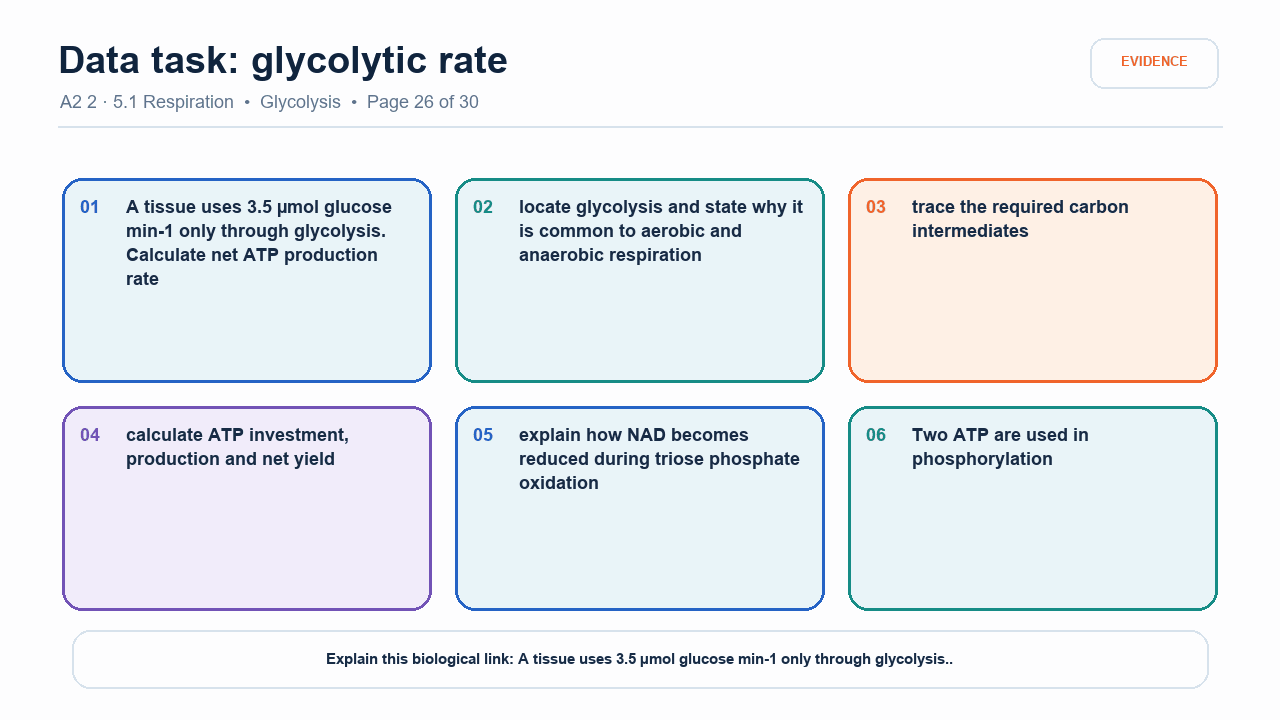 Data task: glycolytic rate
EVIDENCE
A2 2 · 5.1 Respiration • Glycolysis • Page 26 of 30
01
A tissue uses 3.5 µmol glucose
min-1 only through glycolysis.
Calculate net ATP production
rate
02
locate glycolysis and state why it
is common to aerobic and
anaerobic respiration
03
trace the required carbon
intermediates
04
calculate ATP investment,
production and net yield
05
explain how NAD becomes
reduced during triose phosphate
oxidation
06
Two ATP are used in
phosphorylation
Explain this biological link: A tissue uses 3.5 µmol glucose min-1 only through glycolysis..